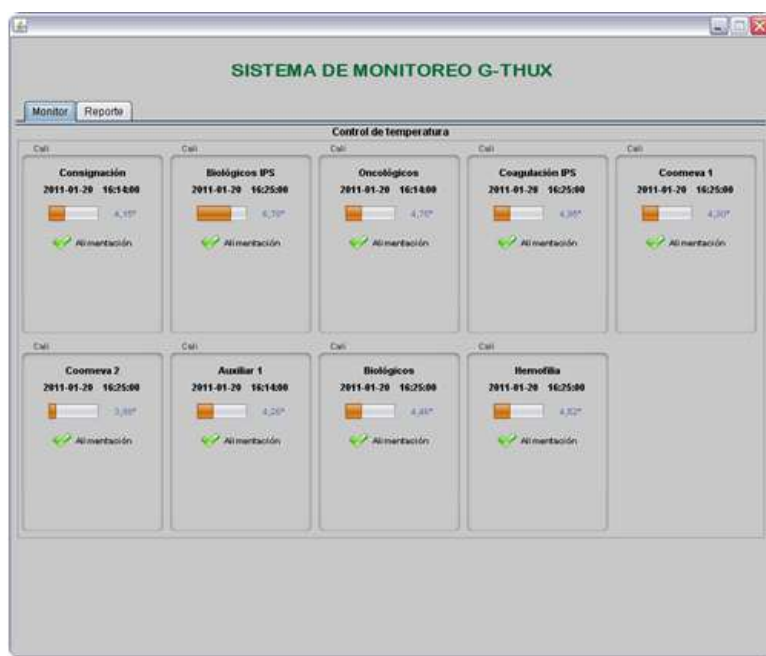 SISTEMA DE MONITOREO G-THUX
Monitor Reporte
Control de temperatura
Cali Cali Cali Cali Cali
Consignación Biológicos IPS Oncológicos Coagulación IPS Coomeva 1
2011-01-20 16:14:00 2011-01-20 16:25:00 2011-01-20 16:14:00 2011-01-20 16:25:00 2011-01-20 16:25:00
Alimentación Alimentación Alimentación Alimentación Alimentación
Cali Cali Cali Cali
Coomeva 2 Auxiliar 1 Biológicos Hemofilia
2011-01-20 16:25:00 2011-01-20 16:14:00 2011-01-20 16:25:00 2011-01-20 16:25:00
Alimentación Alimentación Alimentación Alimentación